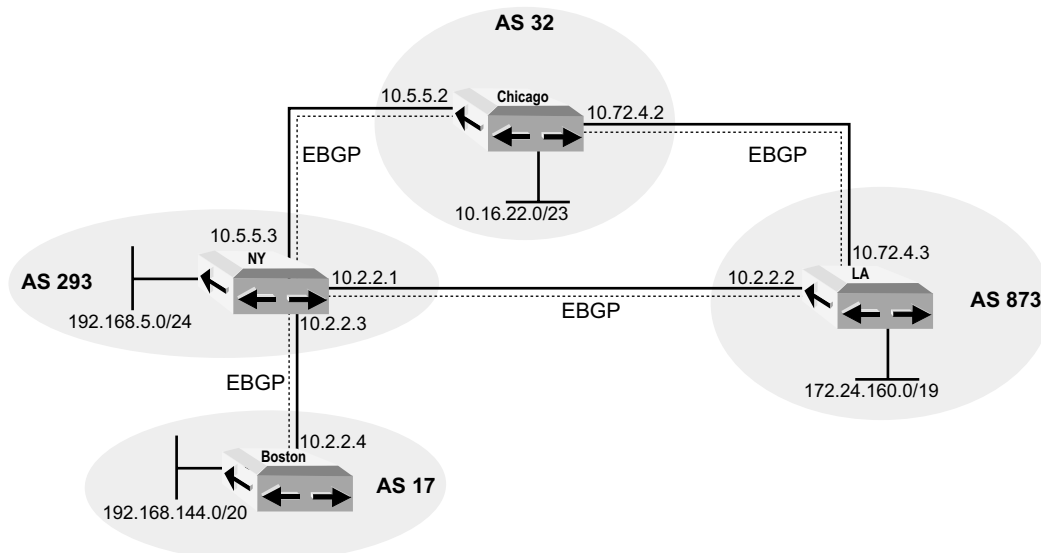 AS 32
10.5.5.2
Chicago
10.72.4.2
EBGP
EBGP
10.16.22.0/23
10.5.5.3
NY
10.72.4.3
LA
AS 293
10.2.2.1
10.2.2.2
AS 873
192.168.5.0/24
10.2.2.3
EBGP
EBGP
172.24.160.0/19
10.2.2.4
Boston
AS 17
192.168.144.0/20